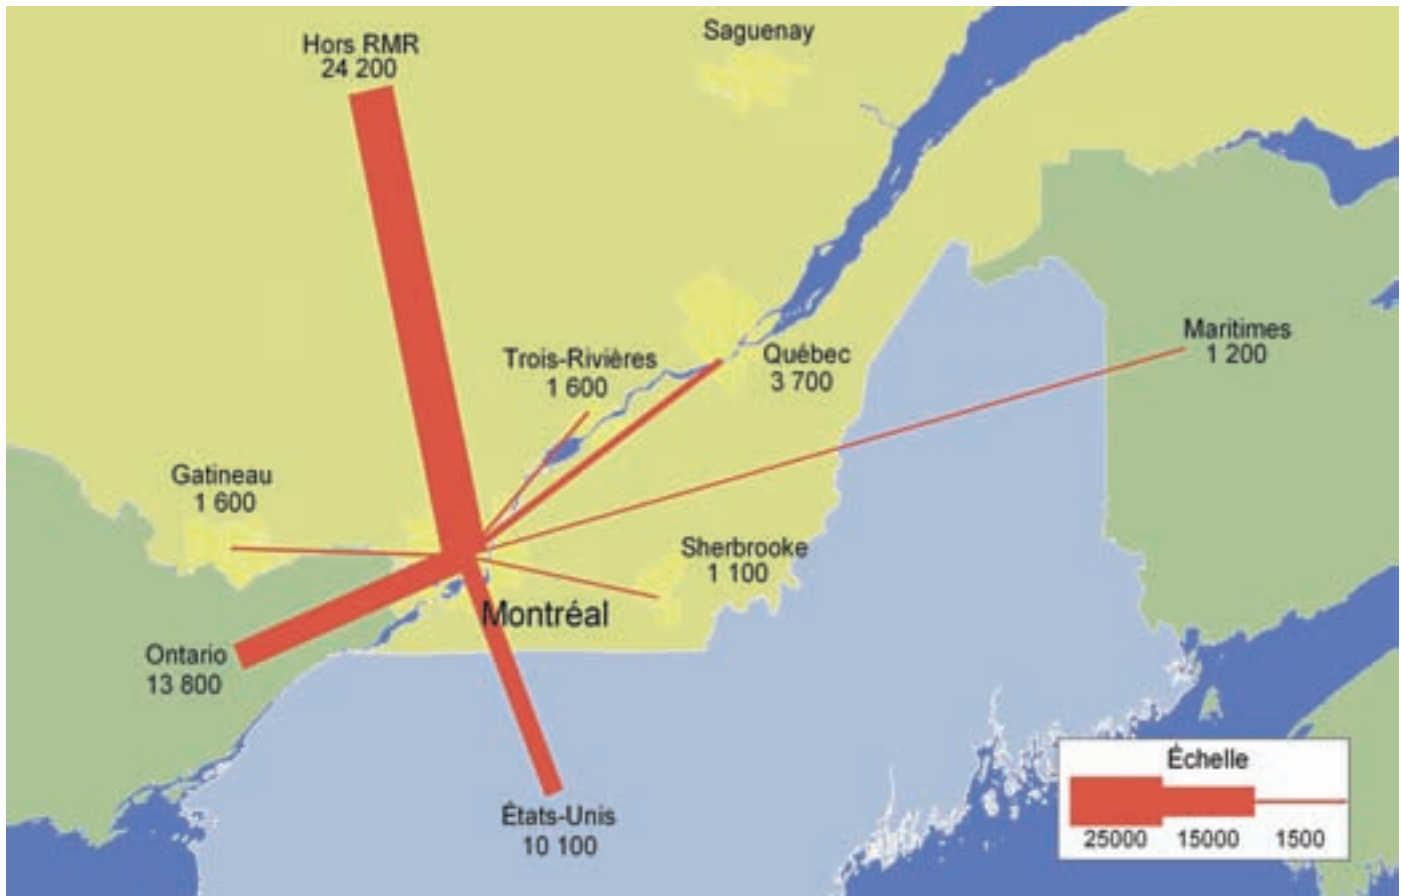 Saguenay
Hors RMR
24 200
Maritimes
1 200
Trois-Rivières
1 600
Québec
3 700
Gatineau
1 600
Sherbrooke
1 100
Montréal
Ontario
13 800
États-Unis
10 100
Échelle
25000 15000 1500